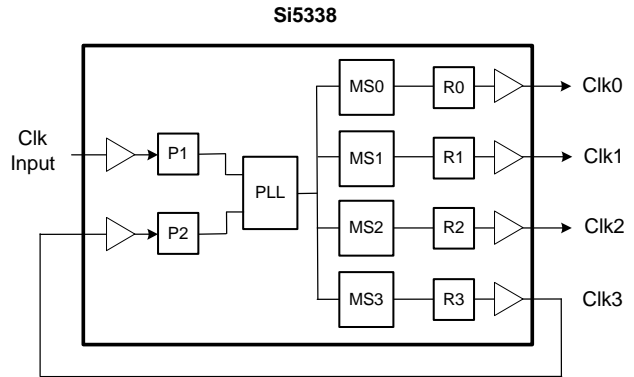 Si5338
MS0
R0
Clk0
Clk
Input
P1
MS1
R1
Clk1
PLL
P2
MS2
R2
Clk2
MS3
R3
Clk3